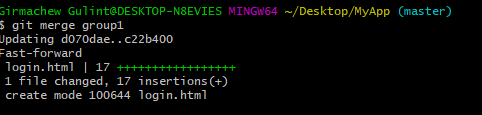 Girmachew Gulint@DESKTOP-N8EVIES MINGW64 ~/Desktop/MyApp (master)
$ git merge group1
Updating d070dae..c22b400
Fast-forward
 login.html | 17 +++++++++++++++++
 1 file changed, 17 insertions(+)
 create mode 100644 login.html